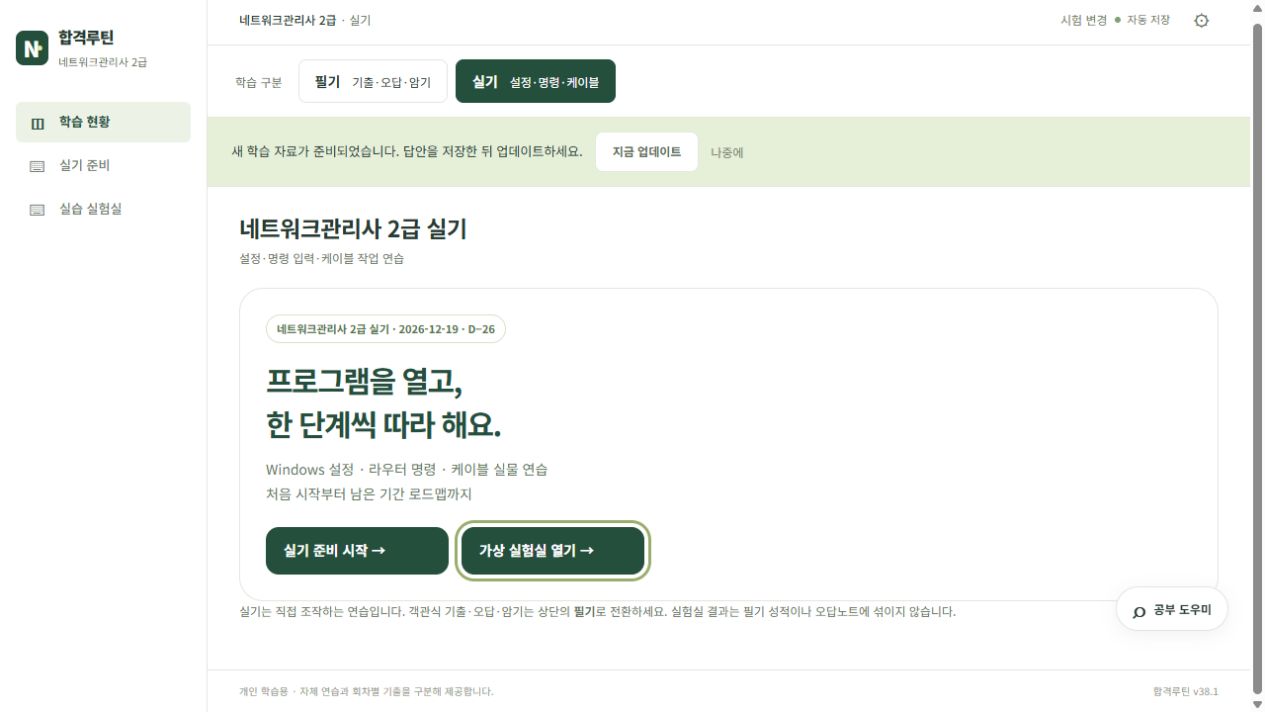 합격루틴
네트워크관리사 2급
학습 현황
실기 준비
실습 실험실
네트워크관리사 2급 · 실기
시험 변경 자동 저장
학습 구분 필기 기출·오답·암기 실기 설정·명령·케이블
새 학습 자료가 준비되었습니다. 답안을 저장한 뒤 업데이트하세요. 지금 업데이트 나중에
네트워크관리사 2급 실기
설정·명령 입력·케이블 작업 연습
네트워크관리사 2급 실기 · 2026-12-19 · D−26
프로그램을 열고,
한 단계씩 따라 해요.
Windows 설정 · 라우터 명령 · 케이블 실물 연습
처음 시작부터 남은 기간 로드맵까지
실기 준비 시작 → 가상 실험실 열기 →
실기는 직접 조작하는 연습입니다. 객관식 기출·오답·암기는 상단의 필기로 전환하세요. 실험실 결과는 필기 성적이나 오답노트에 섞이지 않습니다.
공부 도우미
개인 학습용 · 자체 연습과 회차별 기출을 구분해 제공합니다.
합격루틴 v38.1